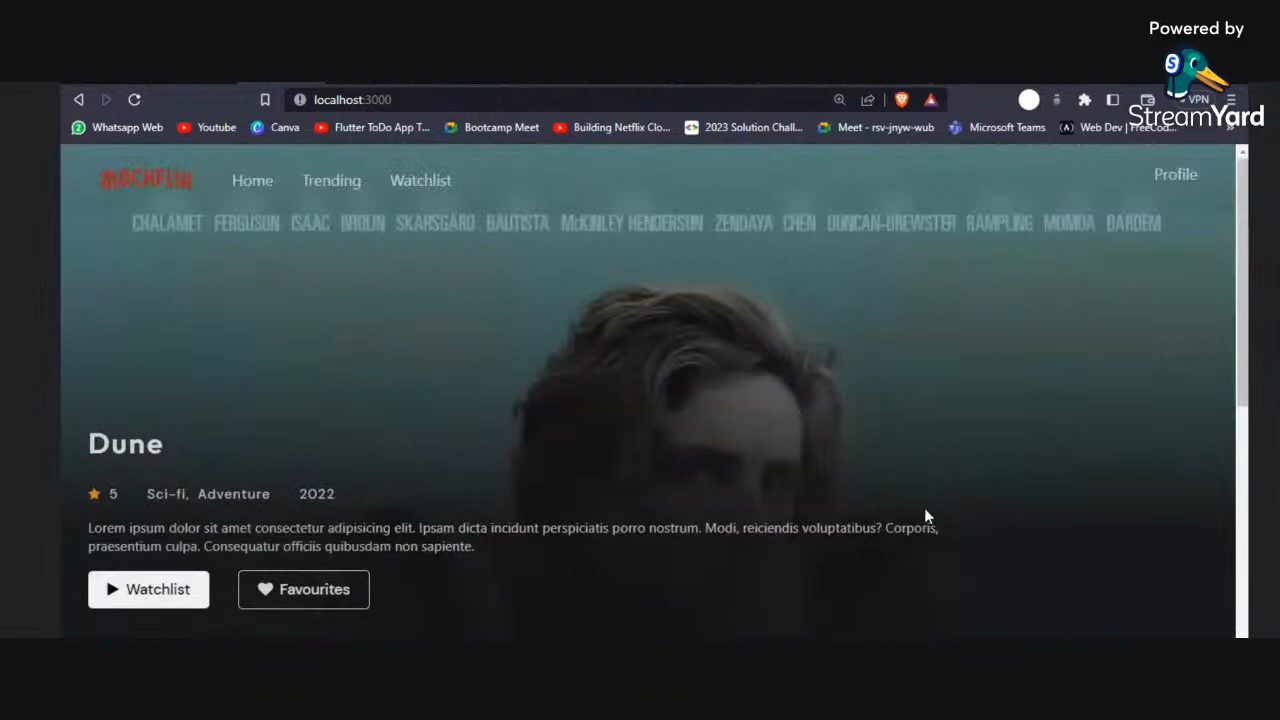 Powered by
StreamYard
localhost:3000
VPN
Whatsapp Web
Youtube
Canva
Flutter ToDo App T...
Bootcamp Meet
Building Netflix Clo...
2023 Solution Chall...
Meet - rsv-jnyw-wub
Microsoft Teams
Web Dev | FreeCod...
MACHFLIX Home Trending Watchlist Profile
CHALAMET FERGUSON ISAAC BROLIN SKARSGÅRD BAUTISTA McKINLEY HENDERSON ZENDAYA CHEN DUNCAN-BREWSTER RAMPLING MOMOA BARDEM
Dune
5 Sci-fi, Adventure 2022
Lorem ipsum dolor sit amet consectetur adipisicing elit. Ipsam dicta incidunt perspiciatis porro nostrum. Modi, reiciendis voluptatibus? Corporis,
praesentium culpa. Consequatur officiis quibusdam non sapiente.
Watchlist Favourites